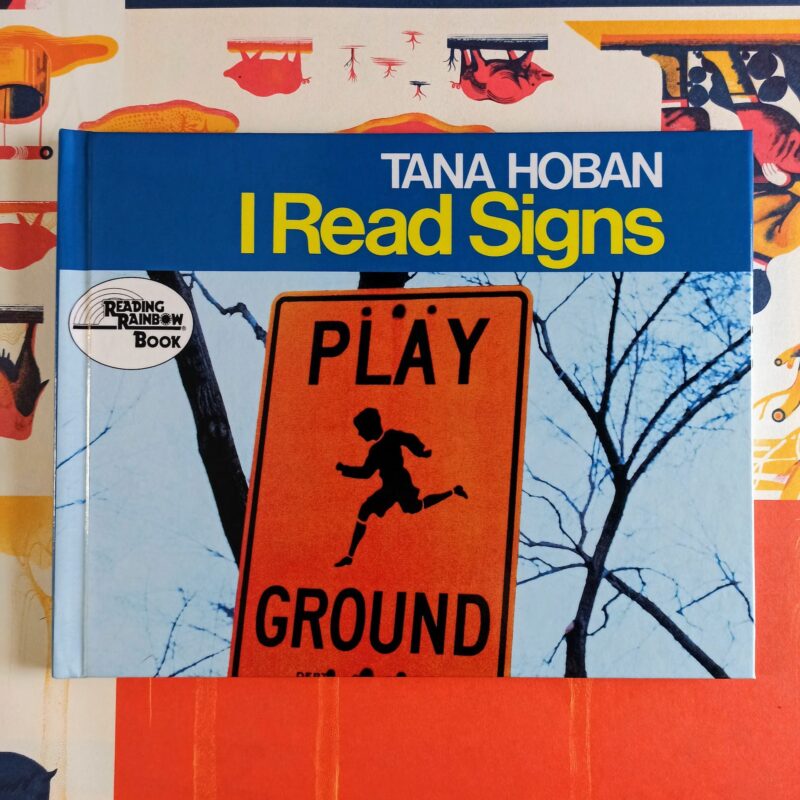 TANA HOBAN
I Read Signs
READING
RAINBOW®
BOOK
PLAY
GROUND